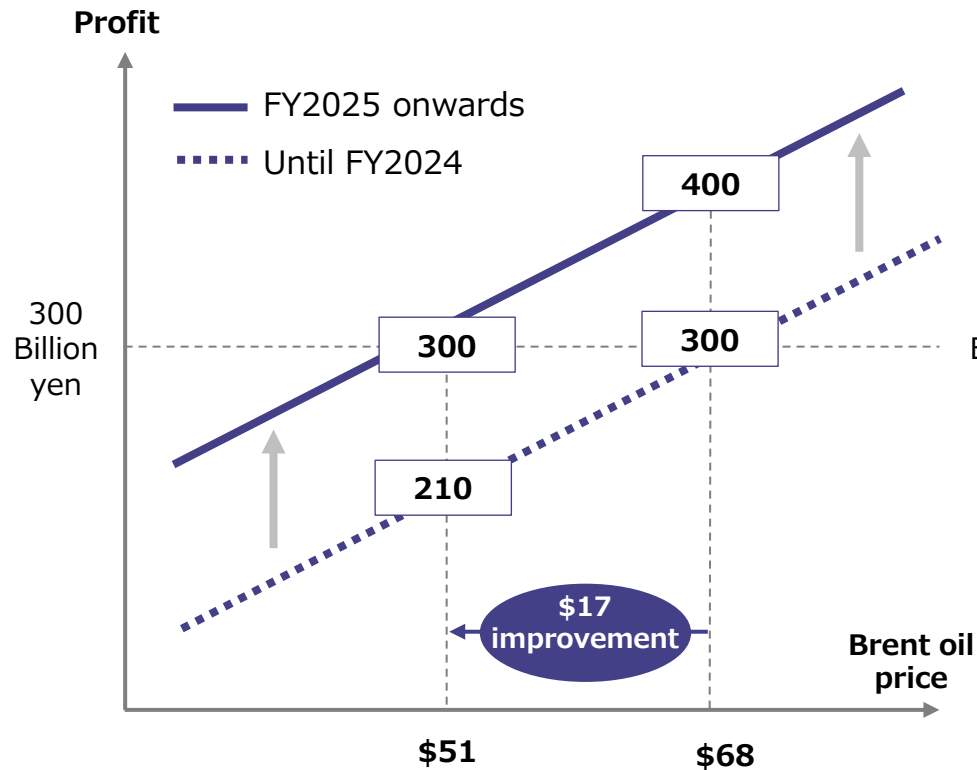 Profit
FY2025 onwards
Until FY2024
400
300
Billion
yen
300
300
E
210
$17
improvement
Brent oil
price
$51
$68